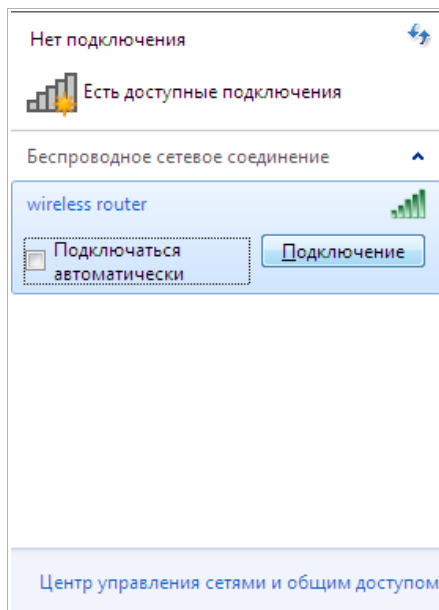 Нет подключения
Есть доступные подключения
Беспроводное сетевое соединение
wireless router
Подключаться
автоматически
Подключение
Центр управления сетями и общим доступом